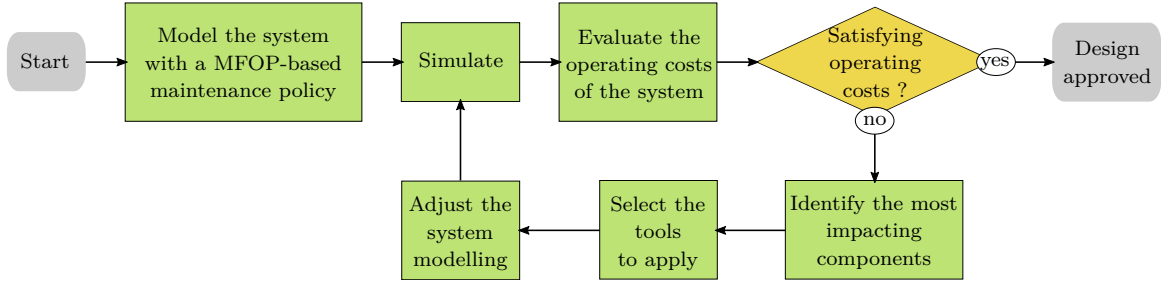 Start
Model the system
with a MFOP-based
maintenance policy
Simulate
Evaluate the
operating costs
of the system
Satisfying
operating
costs ?
yes
Design
approved
no
Identify the most
impacting
components
Select the
tools
to apply
Adjust the
system
modelling